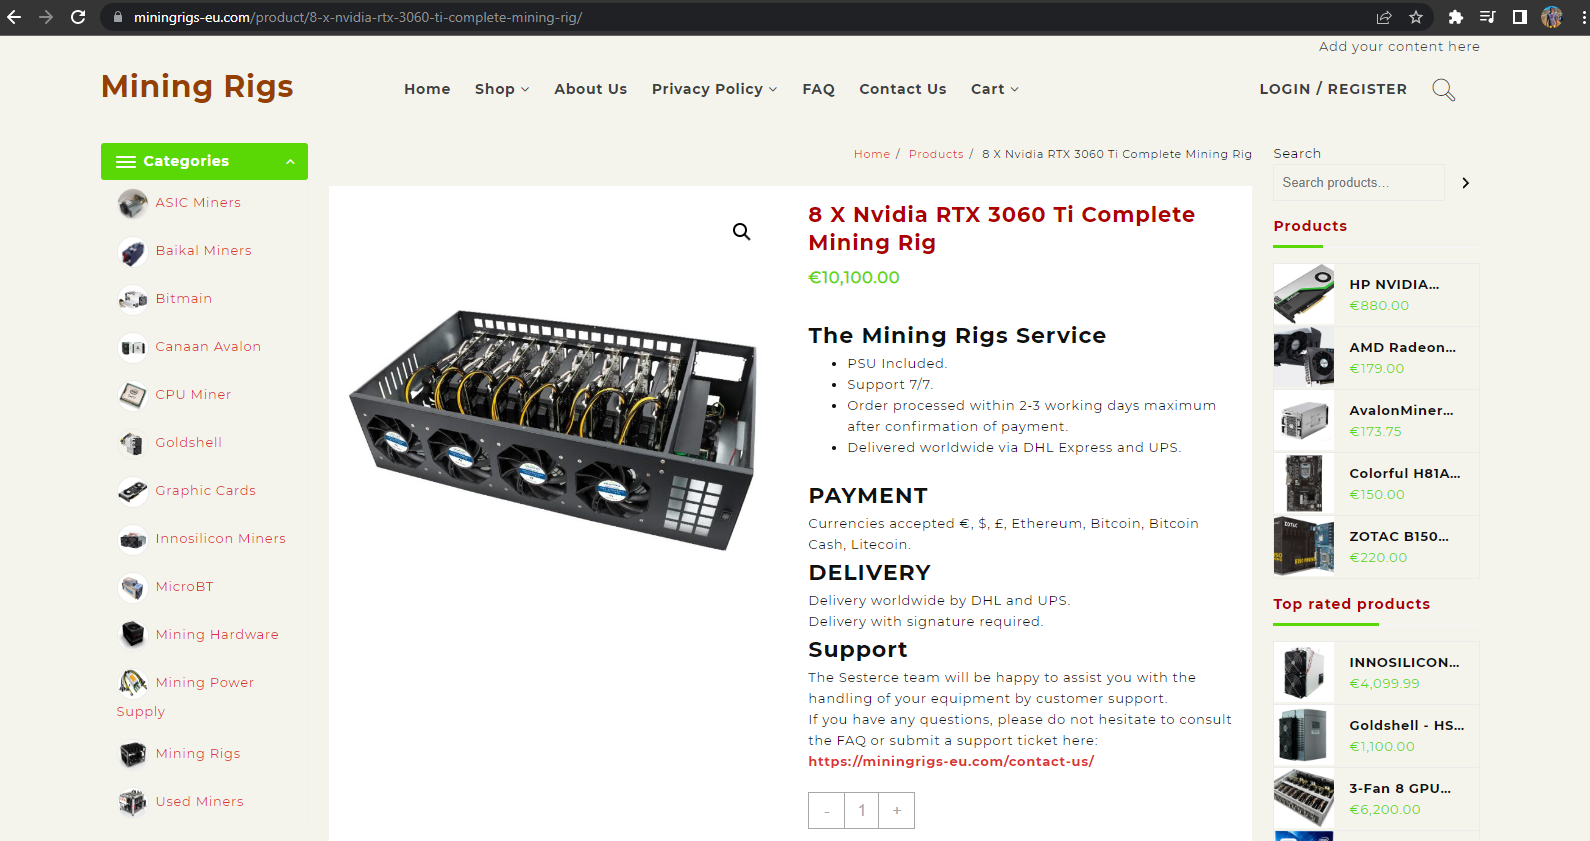 miningrigs-eu.com/product/8-x-nvidia-rtx-3060-ti-complete-mining-rig/
Add your content here
Mining Rigs
Home Shop About Us Privacy Policy FAQ Contact Us Cart
LOGIN / REGISTER
Categories
ASIC Miners
Baikal Miners
Bitmain
Canaan Avalon
CPU Miner
Goldshell
Graphic Cards
Innosilicon Miners
MicroBT
Mining Hardware
Mining Power
Supply
Mining Rigs
Used Miners
Home / Products / 8 X Nvidia RTX 3060 Ti Complete Mining Rig
8 X Nvidia RTX 3060 Ti Complete
Mining Rig
€10,100.00
The Mining Rigs Service
PSU Included.
Support 7/7.
Order processed within 2-3 working days maximum
after confirmation of payment.
Delivered worldwide via DHL Express and UPS.
PAYMENT
Currencies accepted €, $, £, Ethereum, Bitcoin, Bitcoin
Cash, Litecoin.
DELIVERY
Delivery worldwide by DHL and UPS.
Delivery with signature required.
Support
The Sesterce team will be happy to assist you with the
handling of your equipment by customer support.
If you have any questions, please do not hesitate to consult
the FAQ or submit a support ticket here:
https://miningrigs-eu.com/contact-us/
- 1 +
Search
Search products...
Products
HP NVIDIA...
€880.00
AMD Radeon...
€179.00
AvalonMiner...
€173.75
Colorful H81A...
€150.00
ZOTAC B150...
€220.00
Top rated products
INNOSILICON...
€4,099.99
Goldshell - HS...
€1,100.00
3-Fan 8 GPU...
€6,200.00